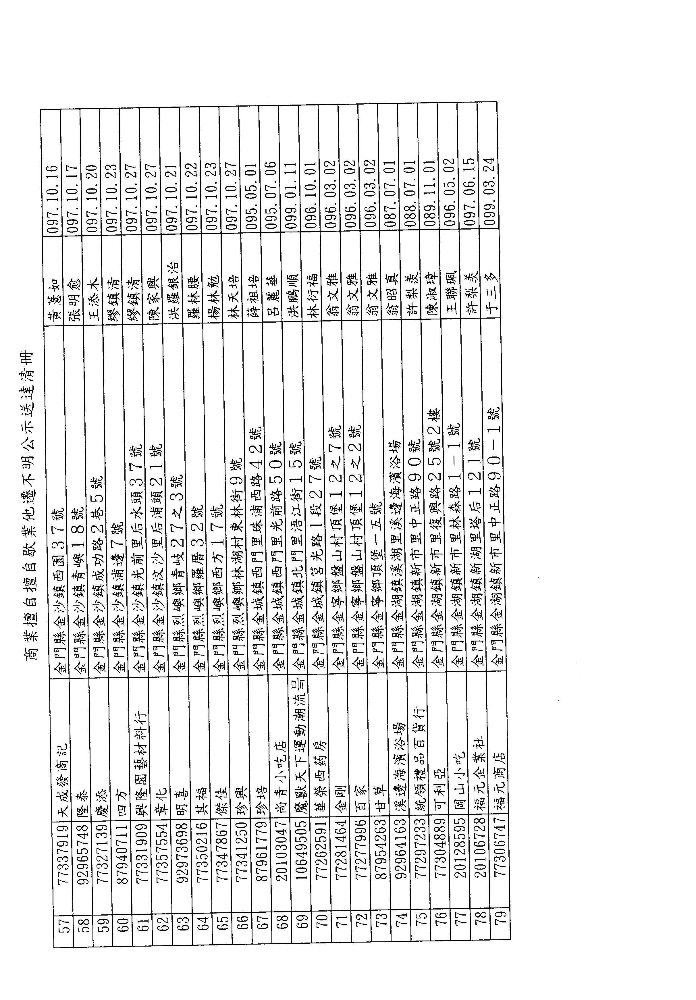 商業擅自擅自歇業他遷不明公示送達清冊
57 77337919 天成發商記 金門縣金沙鎮西園３７號 黃薏如 097.10.16
58 92965748 隆泰 金門縣金沙鎮青嶼１８號 張明愈 097.10.17
59 77327139 慶添 金門縣金沙鎮成功路２巷５號 王添木 097.10.20
60 87940711 四方 金門縣金沙鎮浦邊７號 繆鎮清 097.10.23
61 77331909 興隆園藝材料行 金門縣金沙鎮光前里后水頭３７號 繆鎮清 097.10.27
62 77357554 章化 金門縣金沙鎮汶沙里后浦頭２１號 陳家興 097.10.27
63 92973698 明喜 金門縣烈嶼鄉青岐２７之３號 洪羅銀治 097.10.21
64 77350216 其福 金門縣烈嶼鄉羅厝３２號 羅林腰 097.10.22
65 77347867 傑佳 金門縣烈嶼鄉西方１７號 楊林勉 097.10.23
66 77341250 珍興 金門縣烈嶼鄉林湖村東林街９號 林天培 097.10.27
67 87961779 珍培 金門縣金城鎮西門里珠浦西路４２號 薛祖培 095.05.01
68 20103047 尚青小吃店 金門縣金城鎮西門里光前路５０號 呂麗華 095.07.06
69 10649505 魔獸天下運動潮流 金門縣金城鎮北門里浯江街１５號 洪鵬順 099.01.11
70 77262591 華榮西葯房 金門縣金城鎮莒光路１段２７號 林衍福 096.10.01
71 77281464 金剛 金門縣金寧鄉盤山村頂堡１２之７號 翁文雅 096.03.02
72 77277996 百家 金門縣金寧鄉盤山村頂堡１２之２號 翁文雅 096.03.02
73 87954263 甘草 金門縣金寧鄉頂堡一五號 翁文雅 096.03.02
74 92964163 溪邊海濱浴場 金門縣金湖鎮溪湖里溪邊海濱浴場 翁昭真 087.07.01
75 77297233 統領禮品百貨行 金門縣金湖鎮新市里中正路９０號 許梨羨 088.07.01
76 77304889 可利亞 金門縣金湖鎮新市里復興路２５號２樓 陳淑璋 089.11.01
77 20128595 岡山小吃 金門縣金湖鎮新市里林森路１－１號 王聯珮 096.05.02
78 20106728 福元企業社 金門縣金湖鎮新湖里塔后１２１號 許梨美 097.06.15
79 77306747 福元商店 金門縣金湖鎮新市里中正路９０－１號 于三多 099.03.24